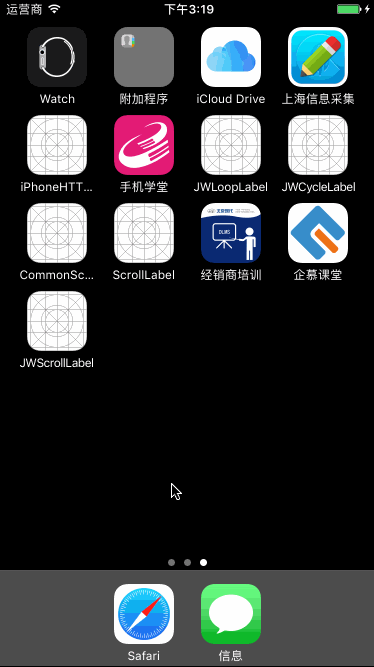 运营商 下午3:19
Watch 附加程序 iCloud Drive 上海信息采集
iPhoneHTT... 手机学堂 JWLoopLabel JWCycleLabel
DLMS
CommonSc... ScrollLabel 经销商培训 企慕课堂
JWScrollLabel
Safari 信息